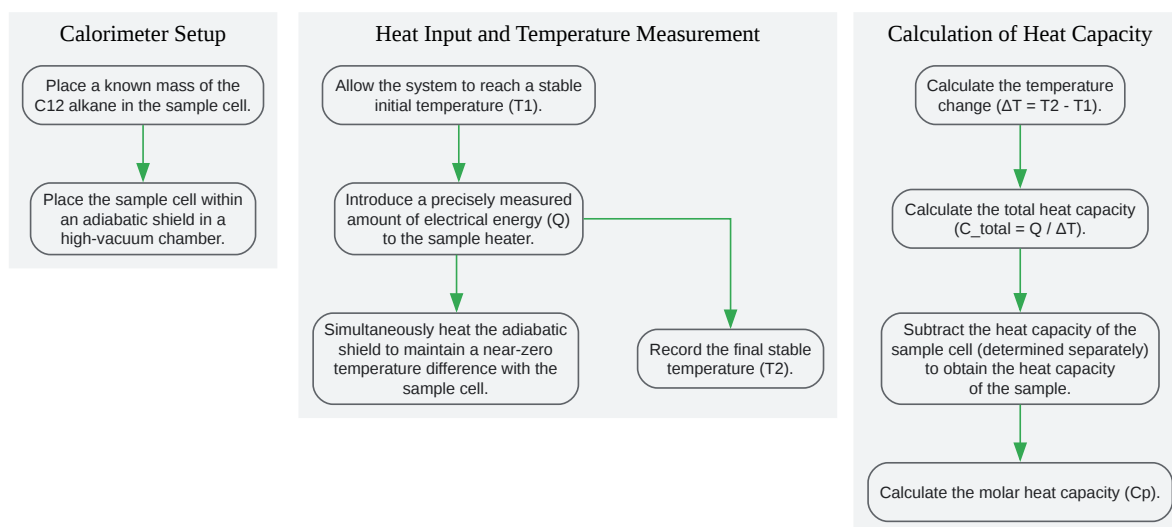 Calorimeter Setup
Place a known mass of the
C12 alkane in the sample cell.
Place the sample cell within
an adiabatic shield in a
high-vacuum chamber.
Heat Input and Temperature Measurement
Allow the system to reach a stable
initial temperature (T1).
Introduce a precisely measured
amount of electrical energy (Q)
to the sample heater.
Simultaneously heat the adiabatic
shield to maintain a near-zero
temperature difference with the
sample cell.
Record the final stable
temperature (T2).
Calculation of Heat Capacity
Calculate the temperature
change (ΔT = T2 - T1).
Calculate the total heat capacity
(C_total = Q / ΔT).
Subtract the heat capacity of the
sample cell (determined separately)
to obtain the heat capacity
of the sample.
Calculate the molar heat capacity (Cp).